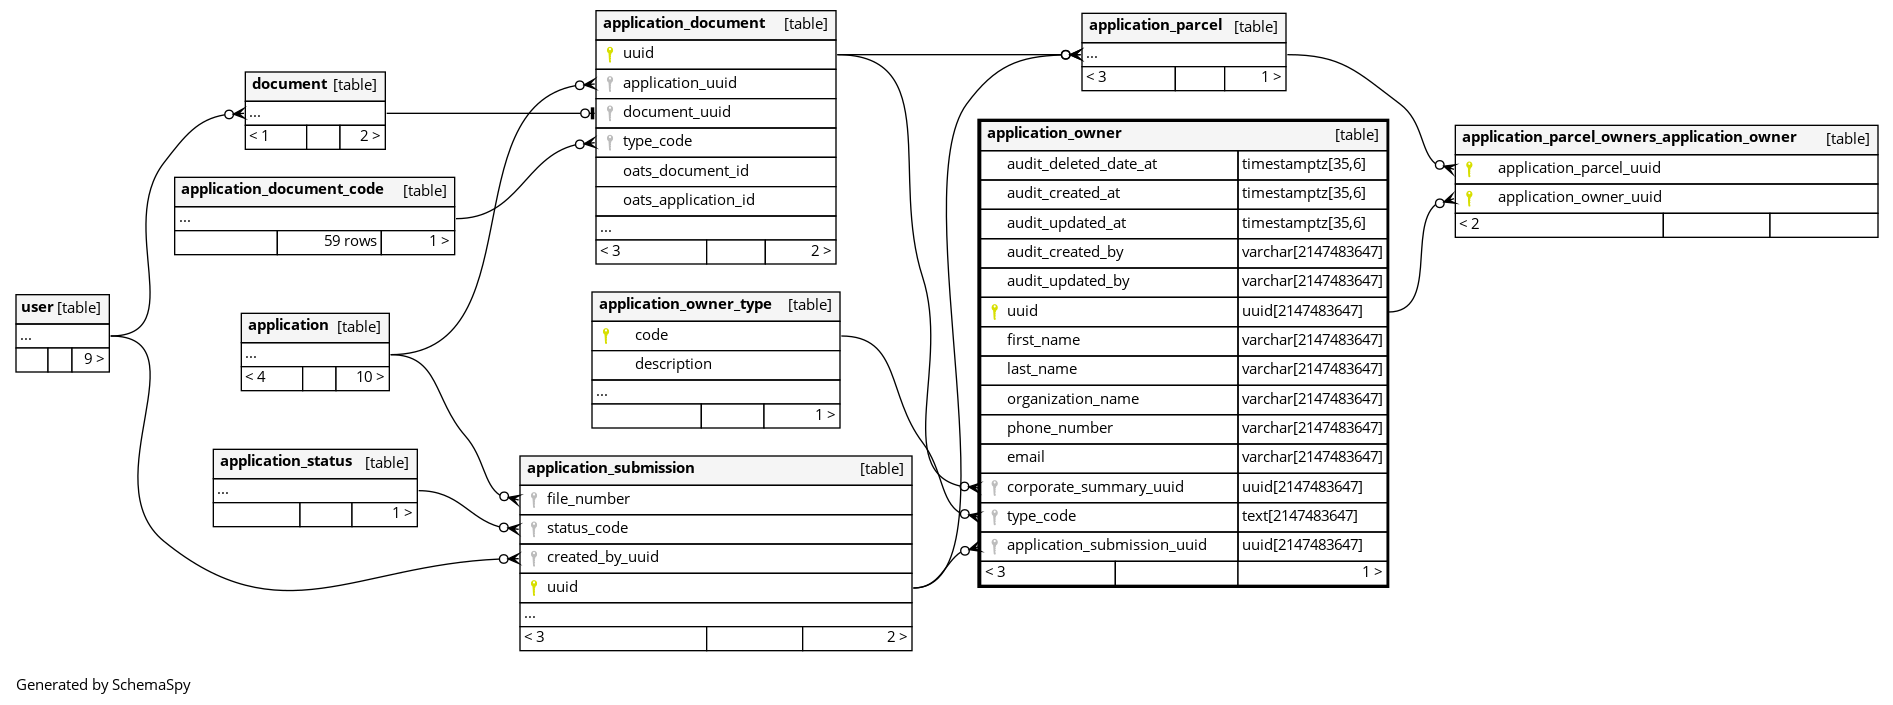 application_document [table]
uuid
application_uuid
document_uuid
type_code
oats_document_id
oats_application_id
...
< 3 2 >
application_parcel [table]
...
< 3 1 >
document [table]
...
< 1 2 >
application_document_code [table]
...
59 rows 1 >
application_owner [table]
audit_deleted_date_at timestamptz[35,6]
audit_created_at timestamptz[35,6]
audit_updated_at timestamptz[35,6]
audit_created_by varchar[2147483647]
audit_updated_by varchar[2147483647]
uuid uuid[2147483647]
first_name varchar[2147483647]
last_name varchar[2147483647]
organization_name varchar[2147483647]
phone_number varchar[2147483647]
email varchar[2147483647]
corporate_summary_uuid uuid[2147483647]
type_code text[2147483647]
application_submission_uuid uuid[2147483647]
< 3 1 >
application_parcel_owners_application_owner [table]
application_parcel_uuid
application_owner_uuid
< 2
user [table]
...
9 >
application [table]
...
< 4 10 >
application_owner_type [table]
code
description
...
1 >
application_status [table]
...
1 >
application_submission [table]
file_number
status_code
created_by_uuid
uuid
...
< 3 2 >
Generated by SchemaSpy